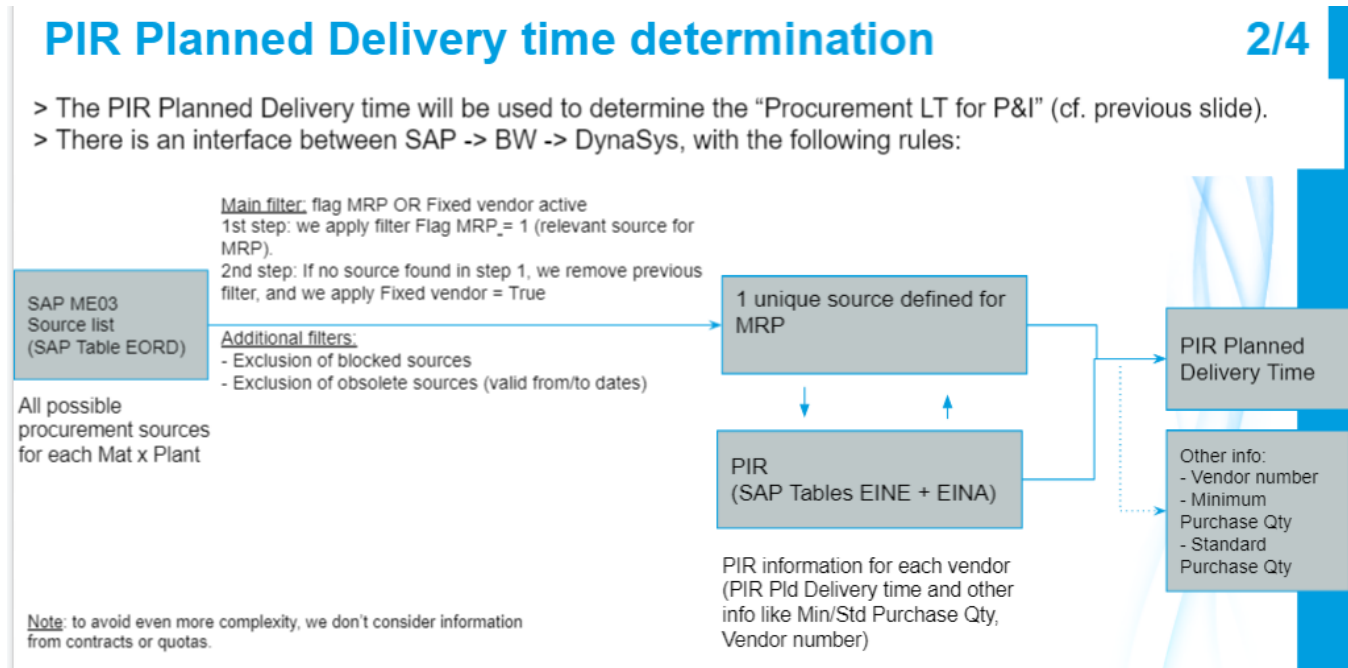 PIR Planned Delivery time determination
2/4
> The PIR Planned Delivery time will be used to determine the “Procurement LT for P&I” (cf. previous slide).
> There is an interface between SAP -> BW -> DynaSys, with the following rules:
Main filter: flag MRP OR Fixed vendor active
1st step: we apply filter Flag MRP = 1 (relevant source for
MRP).
2nd step: If no source found in step 1, we remove previous
filter, and we apply Fixed vendor = True
Additional filters:
- Exclusion of blocked sources
- Exclusion of obsolete sources (valid from/to dates)
SAP ME03
Source list
(SAP Table EORD)
All possible
procurement sources
for each Mat x Plant
1 unique source defined for
MRP
PIR
(SAP Tables EINE + EINA)
PIR information for each vendor
(PIR Pld Delivery time and other
info like Min/Std Purchase Qty,
Vendor number)
PIR Planned
Delivery Time
Other info:
- Vendor number
- Minimum
Purchase Qty
- Standard
Purchase Qty
Note: to avoid even more complexity, we don't consider information
from contracts or quotas.